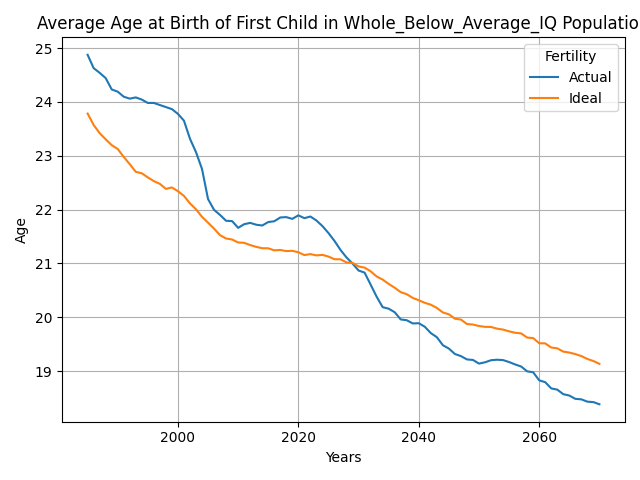 Average Age at Birth of First Child in Whole_Below_Average_IQ Populatio
25
24
23
22
21
20
19
Age
2000
2020
2040
2060
Years
Fertility
Actual
Ideal